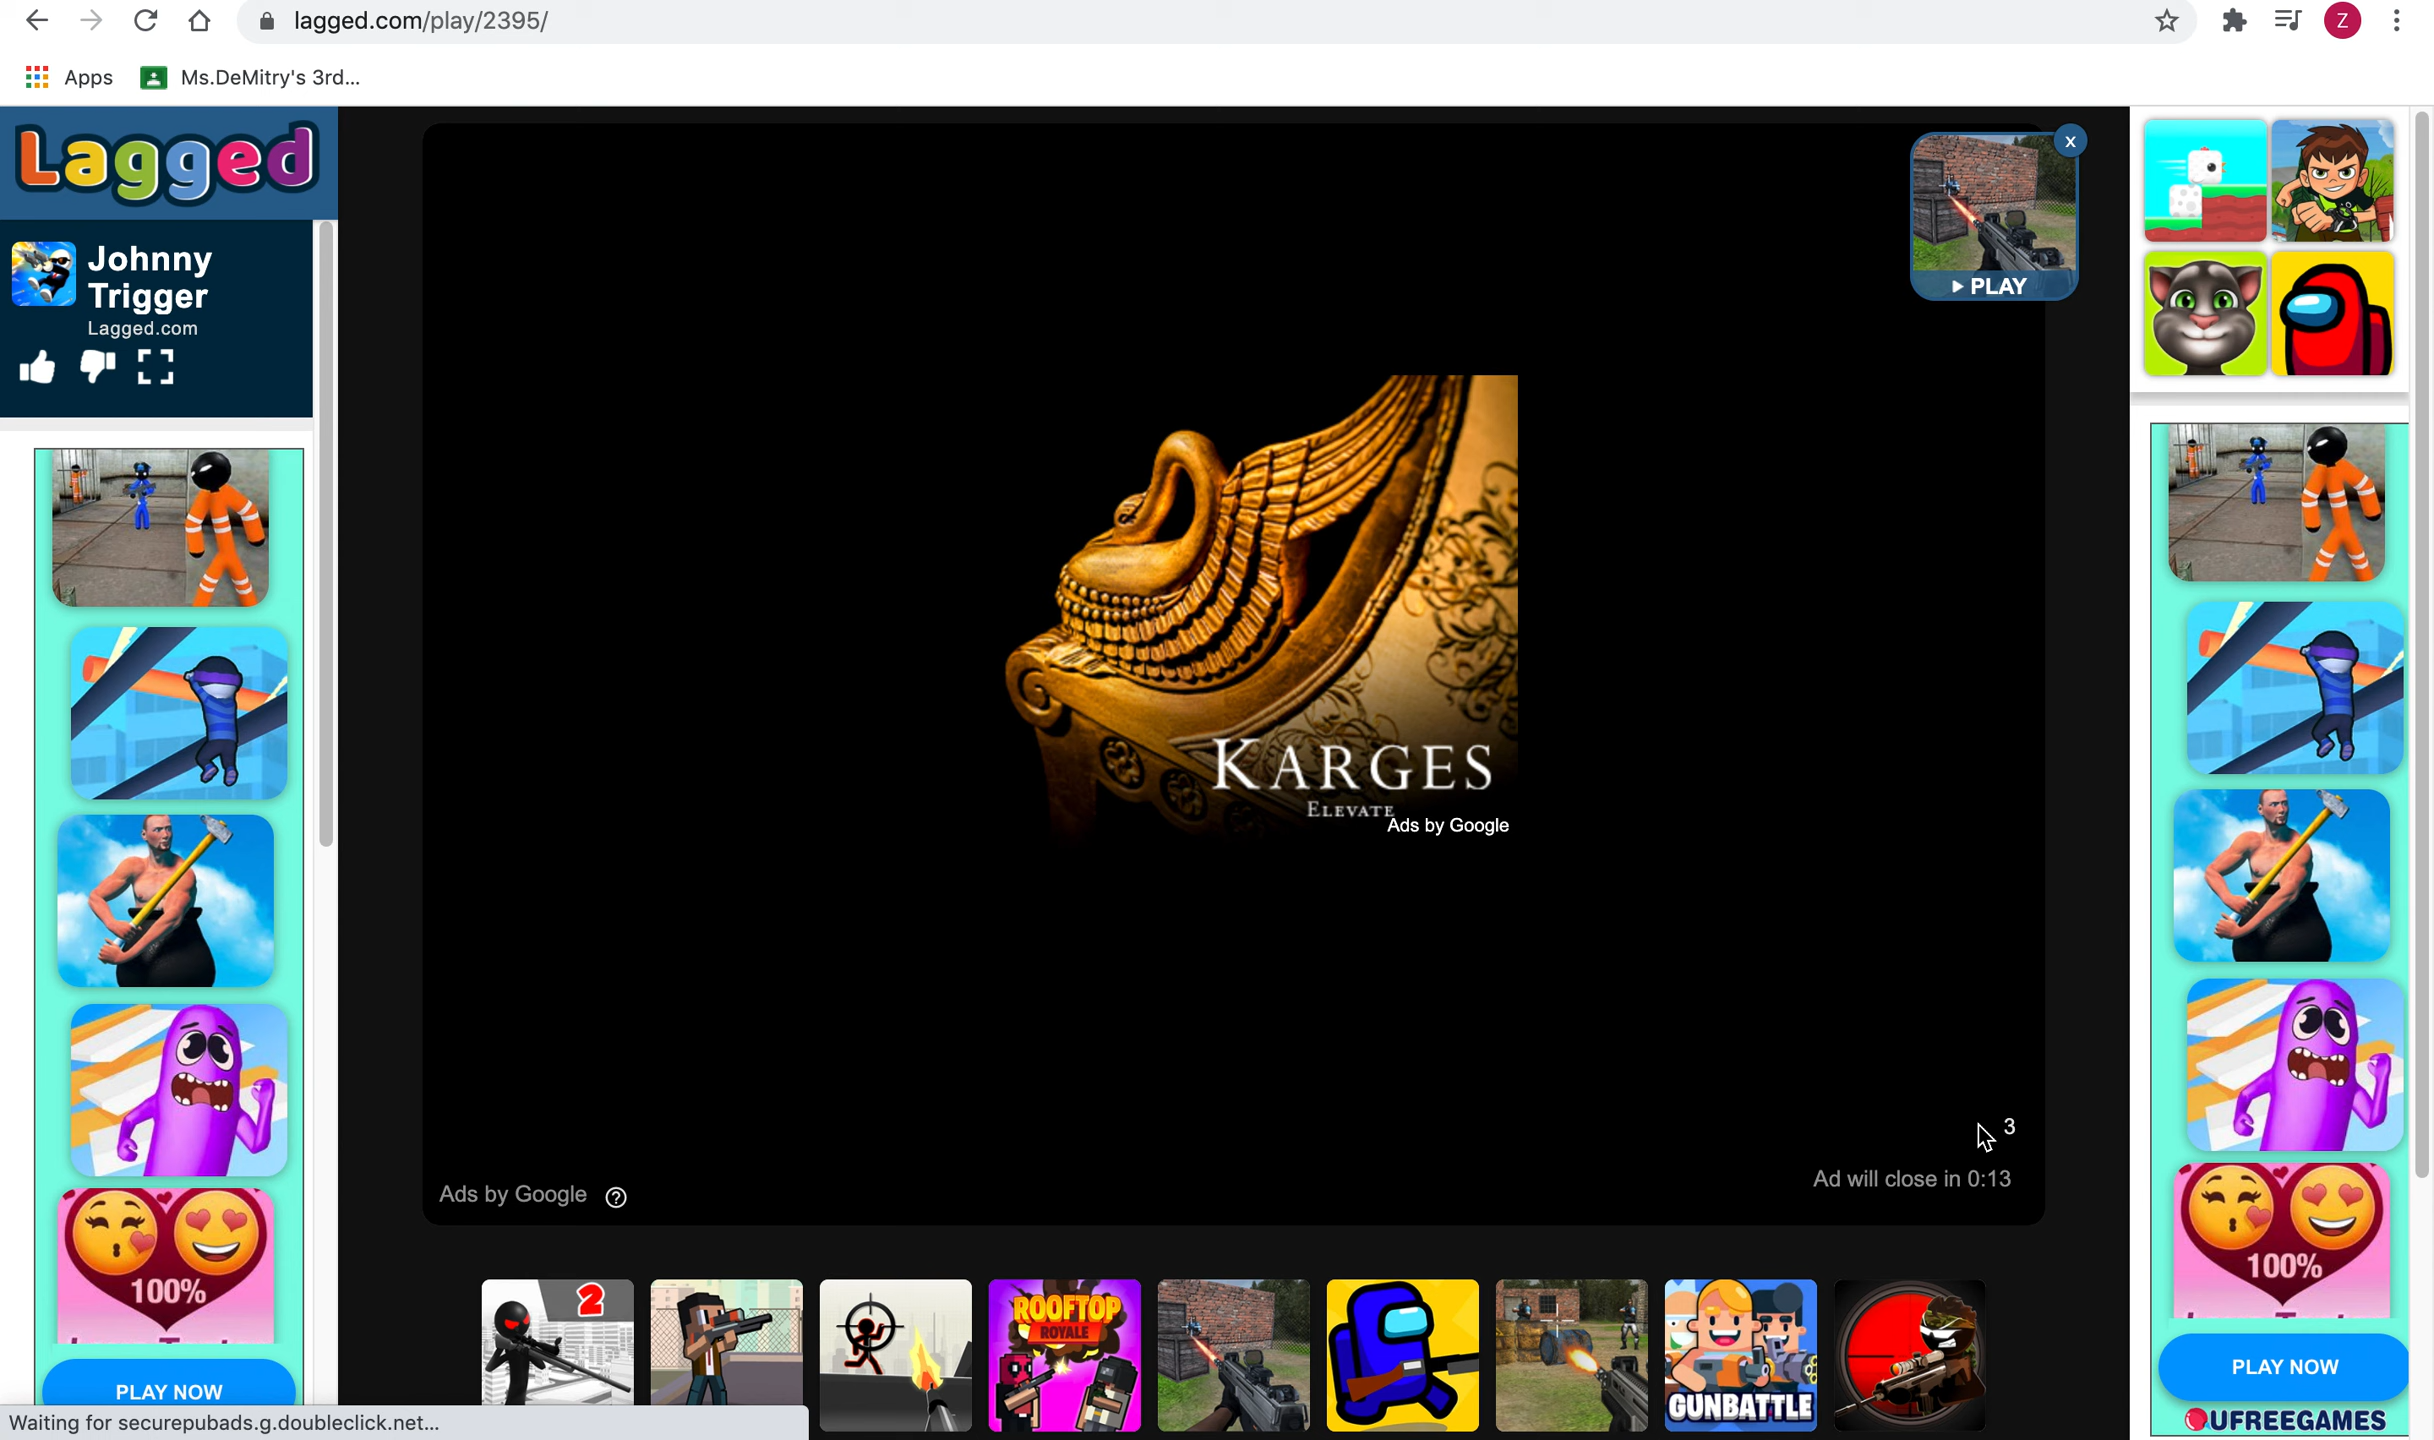 lagged.com/play/2395/
Z
Apps
Ms.DeMitry's 3rd...
Lagged
Johnny
Trigger
Lagged.com
100%
PLAY NOW
x
PLAY
KARGES
ELEVATE
Ads by Google
3
Ad will close in 0:13
Ads by Google ?
2
ROOFTOP
ROYALE
GUNBATTLE
100%
PLAY NOW
UFREEGAMES
Waiting for securepubads.g.doubleclick.net...